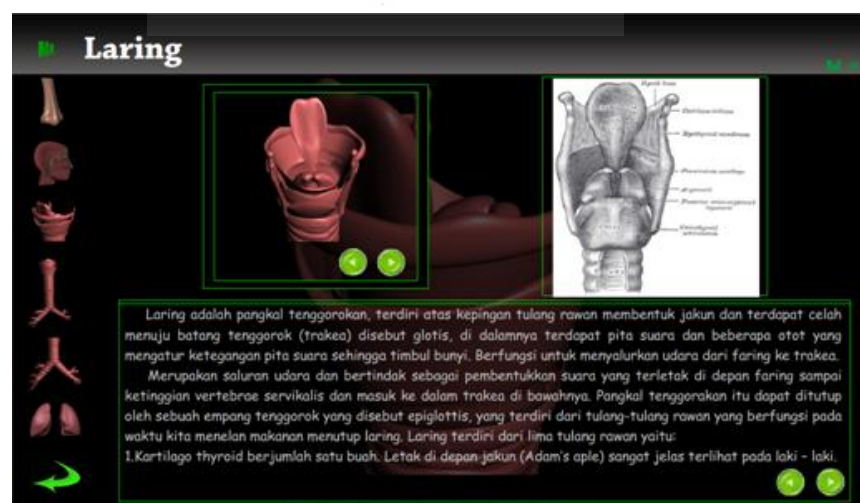 Laring
Laring adalah pangkal tenggorokan, terdiri atas kepingan tulang rawan membentuk jakun dan terdapat celah
menuju batang tenggorok (trakea) disebut glotis, di dalamnya terdapat pita suara dan beberapa otot yang
mengatur ketegangan pita suara sehingga timbul bunyi. Berfungsi untuk menyalurkan udara dari faring ke trakea.
Merupakan saluran udara dan bertindak sebagai pembentukkan suara yang terletak di depan faring sampai
ketinggian vertebrae servikalis dan masuk ke dalam trakea di bawahnya. Pangkal tenggorokan itu dapat ditutup
oleh sebuah empang tenggorok yang disebut epiglottis, yang terdiri dari tulang-tulang rawan yang berfungsi pada
waktu kita menelan makanan menutup laring. Laring terdiri dari lima tulang rawan yaitu:
1.Kartilago thyroid berjumlah satu buah. Letak di depan jakun (Adam's aple) sangat jelas terlihat pada laki - laki.